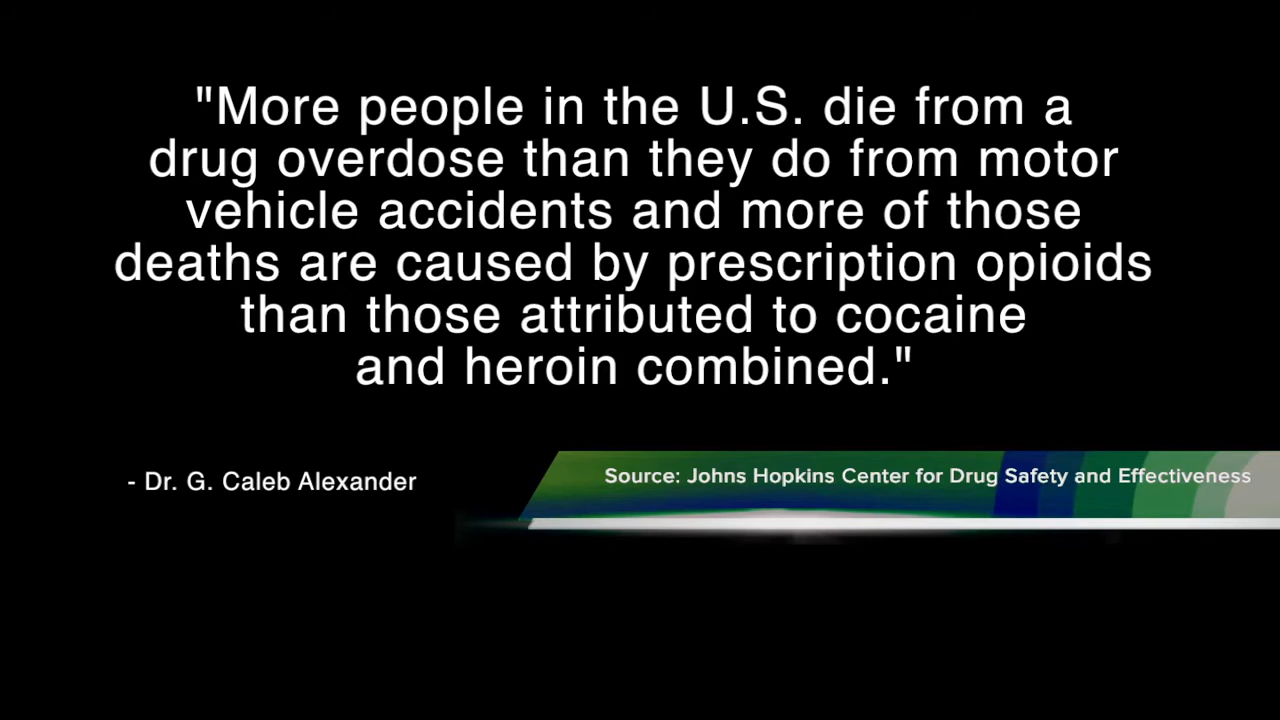 "More people in the U.S. die from a
drug overdose than they do from motor
vehicle accidents and more of those
deaths are caused by prescription opioids
than those attributed to cocaine
and heroin combined."
- Dr. G. Caleb Alexander
Source: Johns Hopkins Center for Drug Safety and Effectiveness